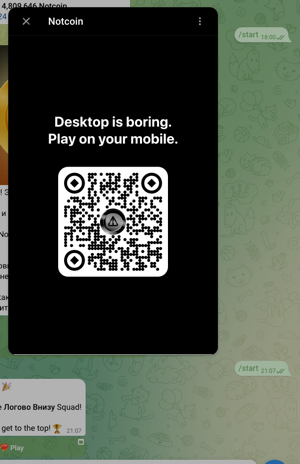 4,809,646 Notcoin
Notcoin
/start 18:00
Desktop is boring.
Play on your mobile.
/start 21:07
Логово Внизу Squad!
get to the top! 🏆 21:07
Play